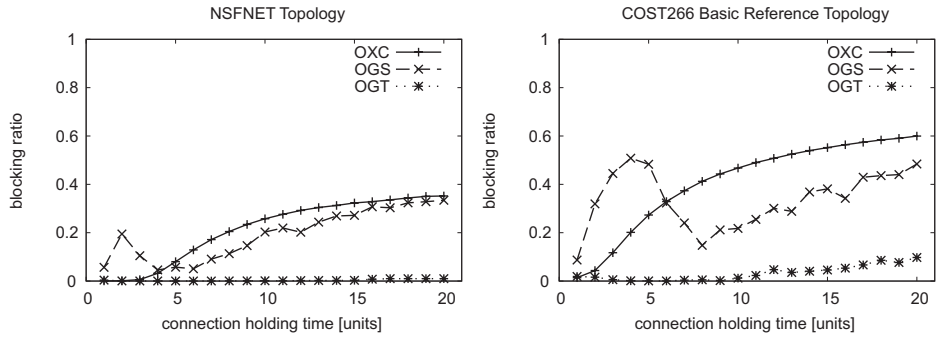 NSFNET Topology
1
0.8
0.6
0.4
0.2
0
blocking ratio
OXC
OGS
OGT
0 5 10 15 20
connection holding time [units]
COST266 Basic Reference Topology
1
0.8
0.6
0.4
0.2
0
blocking ratio
OXC
OGS
OGT
0 5 10 15 20
connection holding time [units]